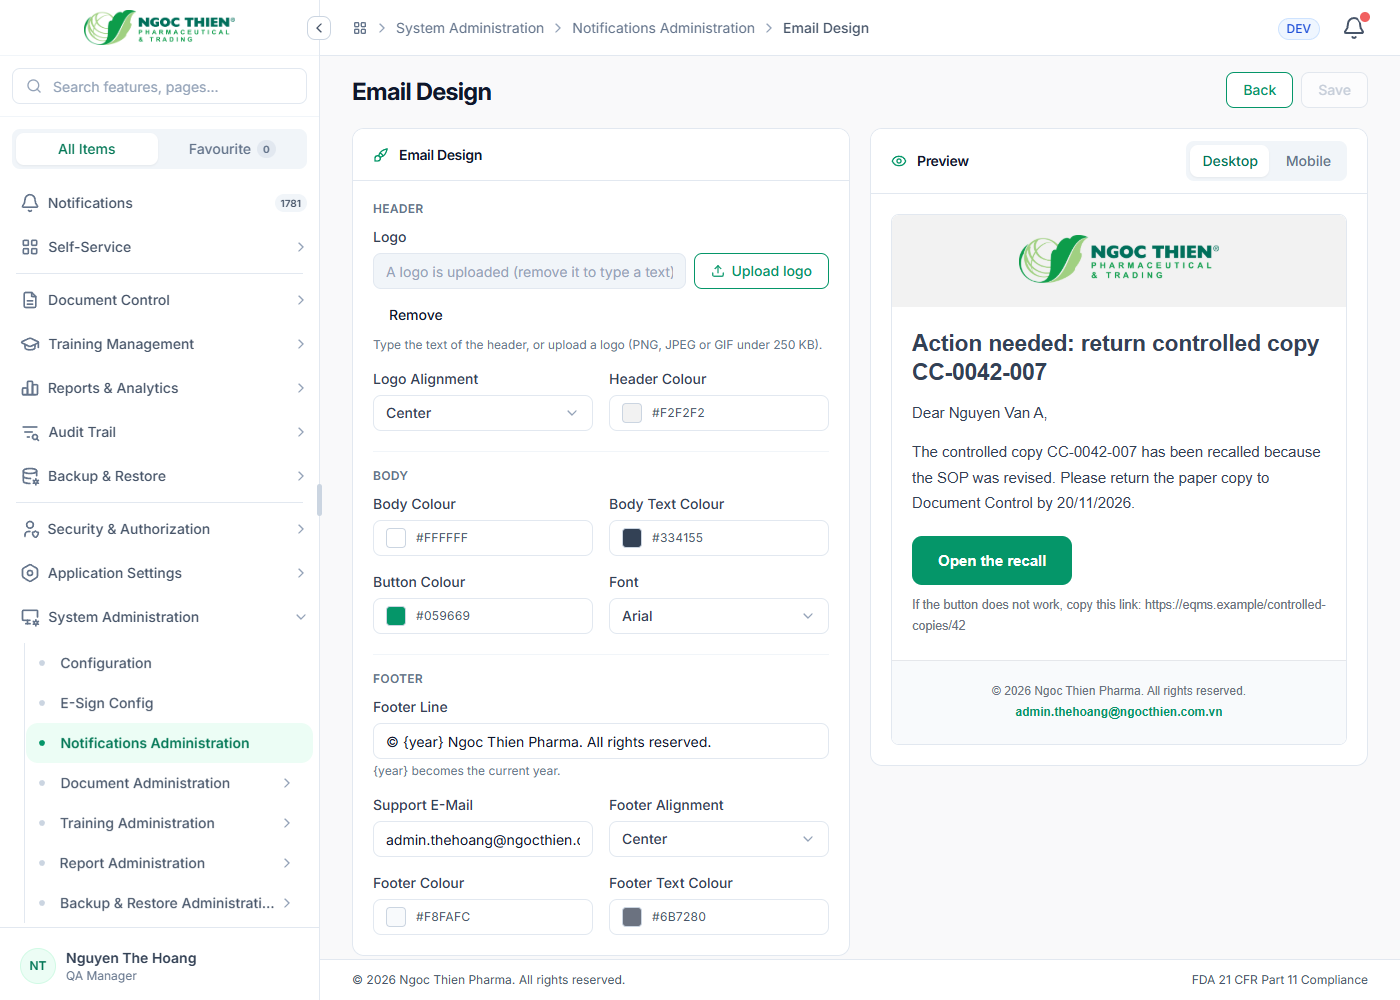 NGOC THIEN®
PHARMACEUTICAL
& TRADING
Search features, pages...
All Items
Favourite 0
Notifications 1781
Self-Service
Document Control
Training Management
Reports & Analytics
Audit Trail
Backup & Restore
Security & Authorization
Application Settings
System Administration
Configuration
E-Sign Config
Notifications Administration
Document Administration
Training Administration
Report Administration
Backup & Restore Administrati...
NT
Nguyen The Hoang
QA Manager
System Administration > Notifications Administration > Email Design
DEV
Email Design
Back
Save
Email Design
HEADER
Logo
A logo is uploaded (remove it to type a text)
Upload logo
Remove
Type the text of the header, or upload a logo (PNG, JPEG or GIF under 250 KB).
Logo Alignment
Header Colour
Center
#F2F2F2
BODY
Body Colour
Body Text Colour
#FFFFFF
#334155
Button Colour
Font
#059669
Arial
FOOTER
Footer Line
© {year} Ngoc Thien Pharma. All rights reserved.
{year} becomes the current year.
Support E-Mail
Footer Alignment
admin.thehoang@ngocthien.c
Center
Footer Colour
Footer Text Colour
#F8FAFC
#6B7280
Preview
Desktop
Mobile
NGOC THIEN®
PHARMACEUTICAL
& TRADING
Action needed: return controlled copy
CC-0042-007
Dear Nguyen Van A,
The controlled copy CC-0042-007 has been recalled because
the SOP was revised. Please return the paper copy to
Document Control by 20/11/2026.
Open the recall
If the button does not work, copy this link: https://eqms.example/controlled-
copies/42
© 2026 Ngoc Thien Pharma. All rights reserved.
admin.thehoang@ngocthien.com.vn
© 2026 Ngoc Thien Pharma. All rights reserved.
FDA 21 CFR Part 11 Compliance